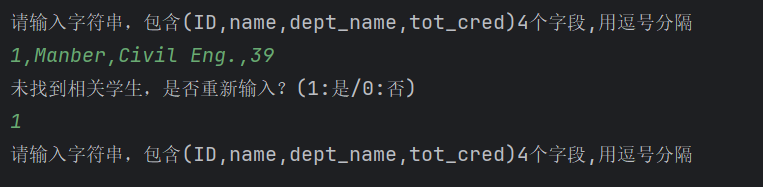 请输入字符串，包含(ID,name,dept_name,tot_cred)4个字段,用逗号分隔
1,Manber,Civil Eng.,39
未找到相关学生，是否重新输入？(1:是/0:否)
1
请输入字符串，包含(ID,name,dept_name,tot_cred)4个字段,用逗号分隔